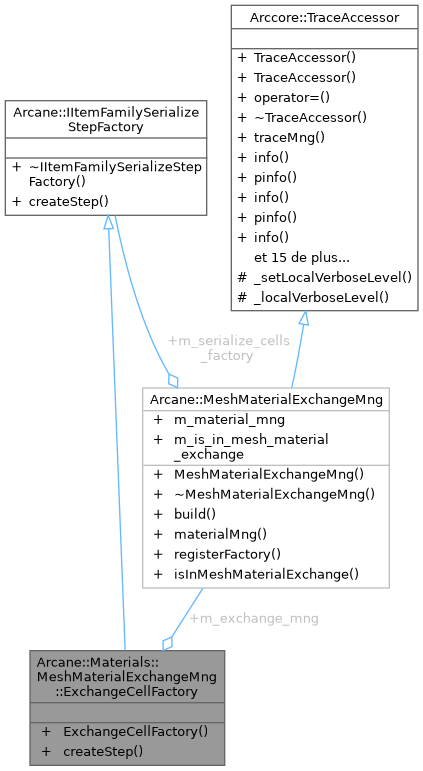 Arccore::TraceAccessor
+ TraceAccessor()
+ TraceAccessor()
+ operator=()
+ ~TraceAccessor()
+ traceMng()
+ info()
+ pinfo()
+ info()
+ pinfo()
+ info()
et 15 de plus...
# _setLocalVerboseLevel()
# _localVerboseLevel()
Arcane::IItemFamilySerialize
StepFactory
+ ~IItemFamilySerializeStep
Factory()
+ createStep()
+m_serialize_cells
_factory
Arcane::MeshMaterialExchangeMng
+ m_material_mng
+ m_is_in_mesh_material
_exchange
+ MeshMaterialExchangeMng()
+ ~MeshMaterialExchangeMng()
+ build()
+ materialMng()
+ registerFactory()
+ isInMeshMaterialExchange()
+m_exchange_mng
Arcane::Materials::
MeshMaterialExchangeMng
::ExchangeCellFactory
+ ExchangeCellFactory()
+ createStep()